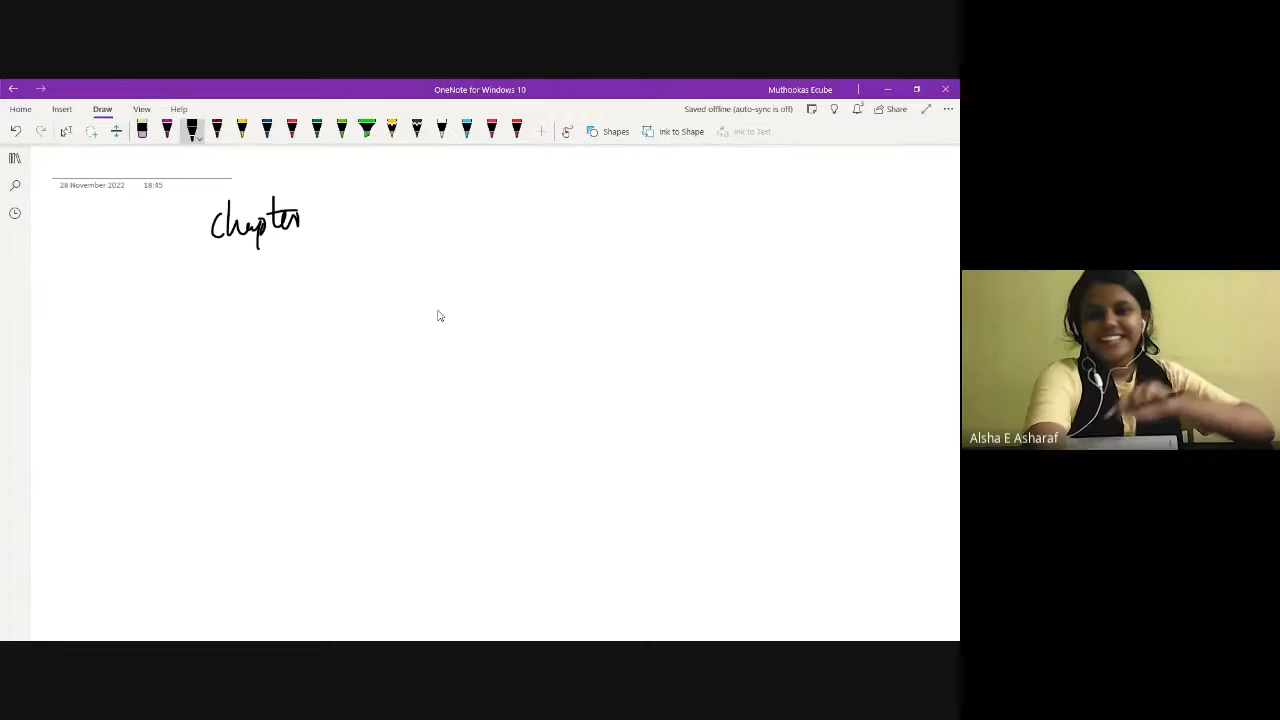 OneNote for Windows 10
Muthookas Ecube
Home Insert Draw View Help
Saved offline (auto-sync is off)
Share
Shapes
Ink to Shape
Ink to Text
28 November 2022 18:45
Chapter
Alsha E Asharaf